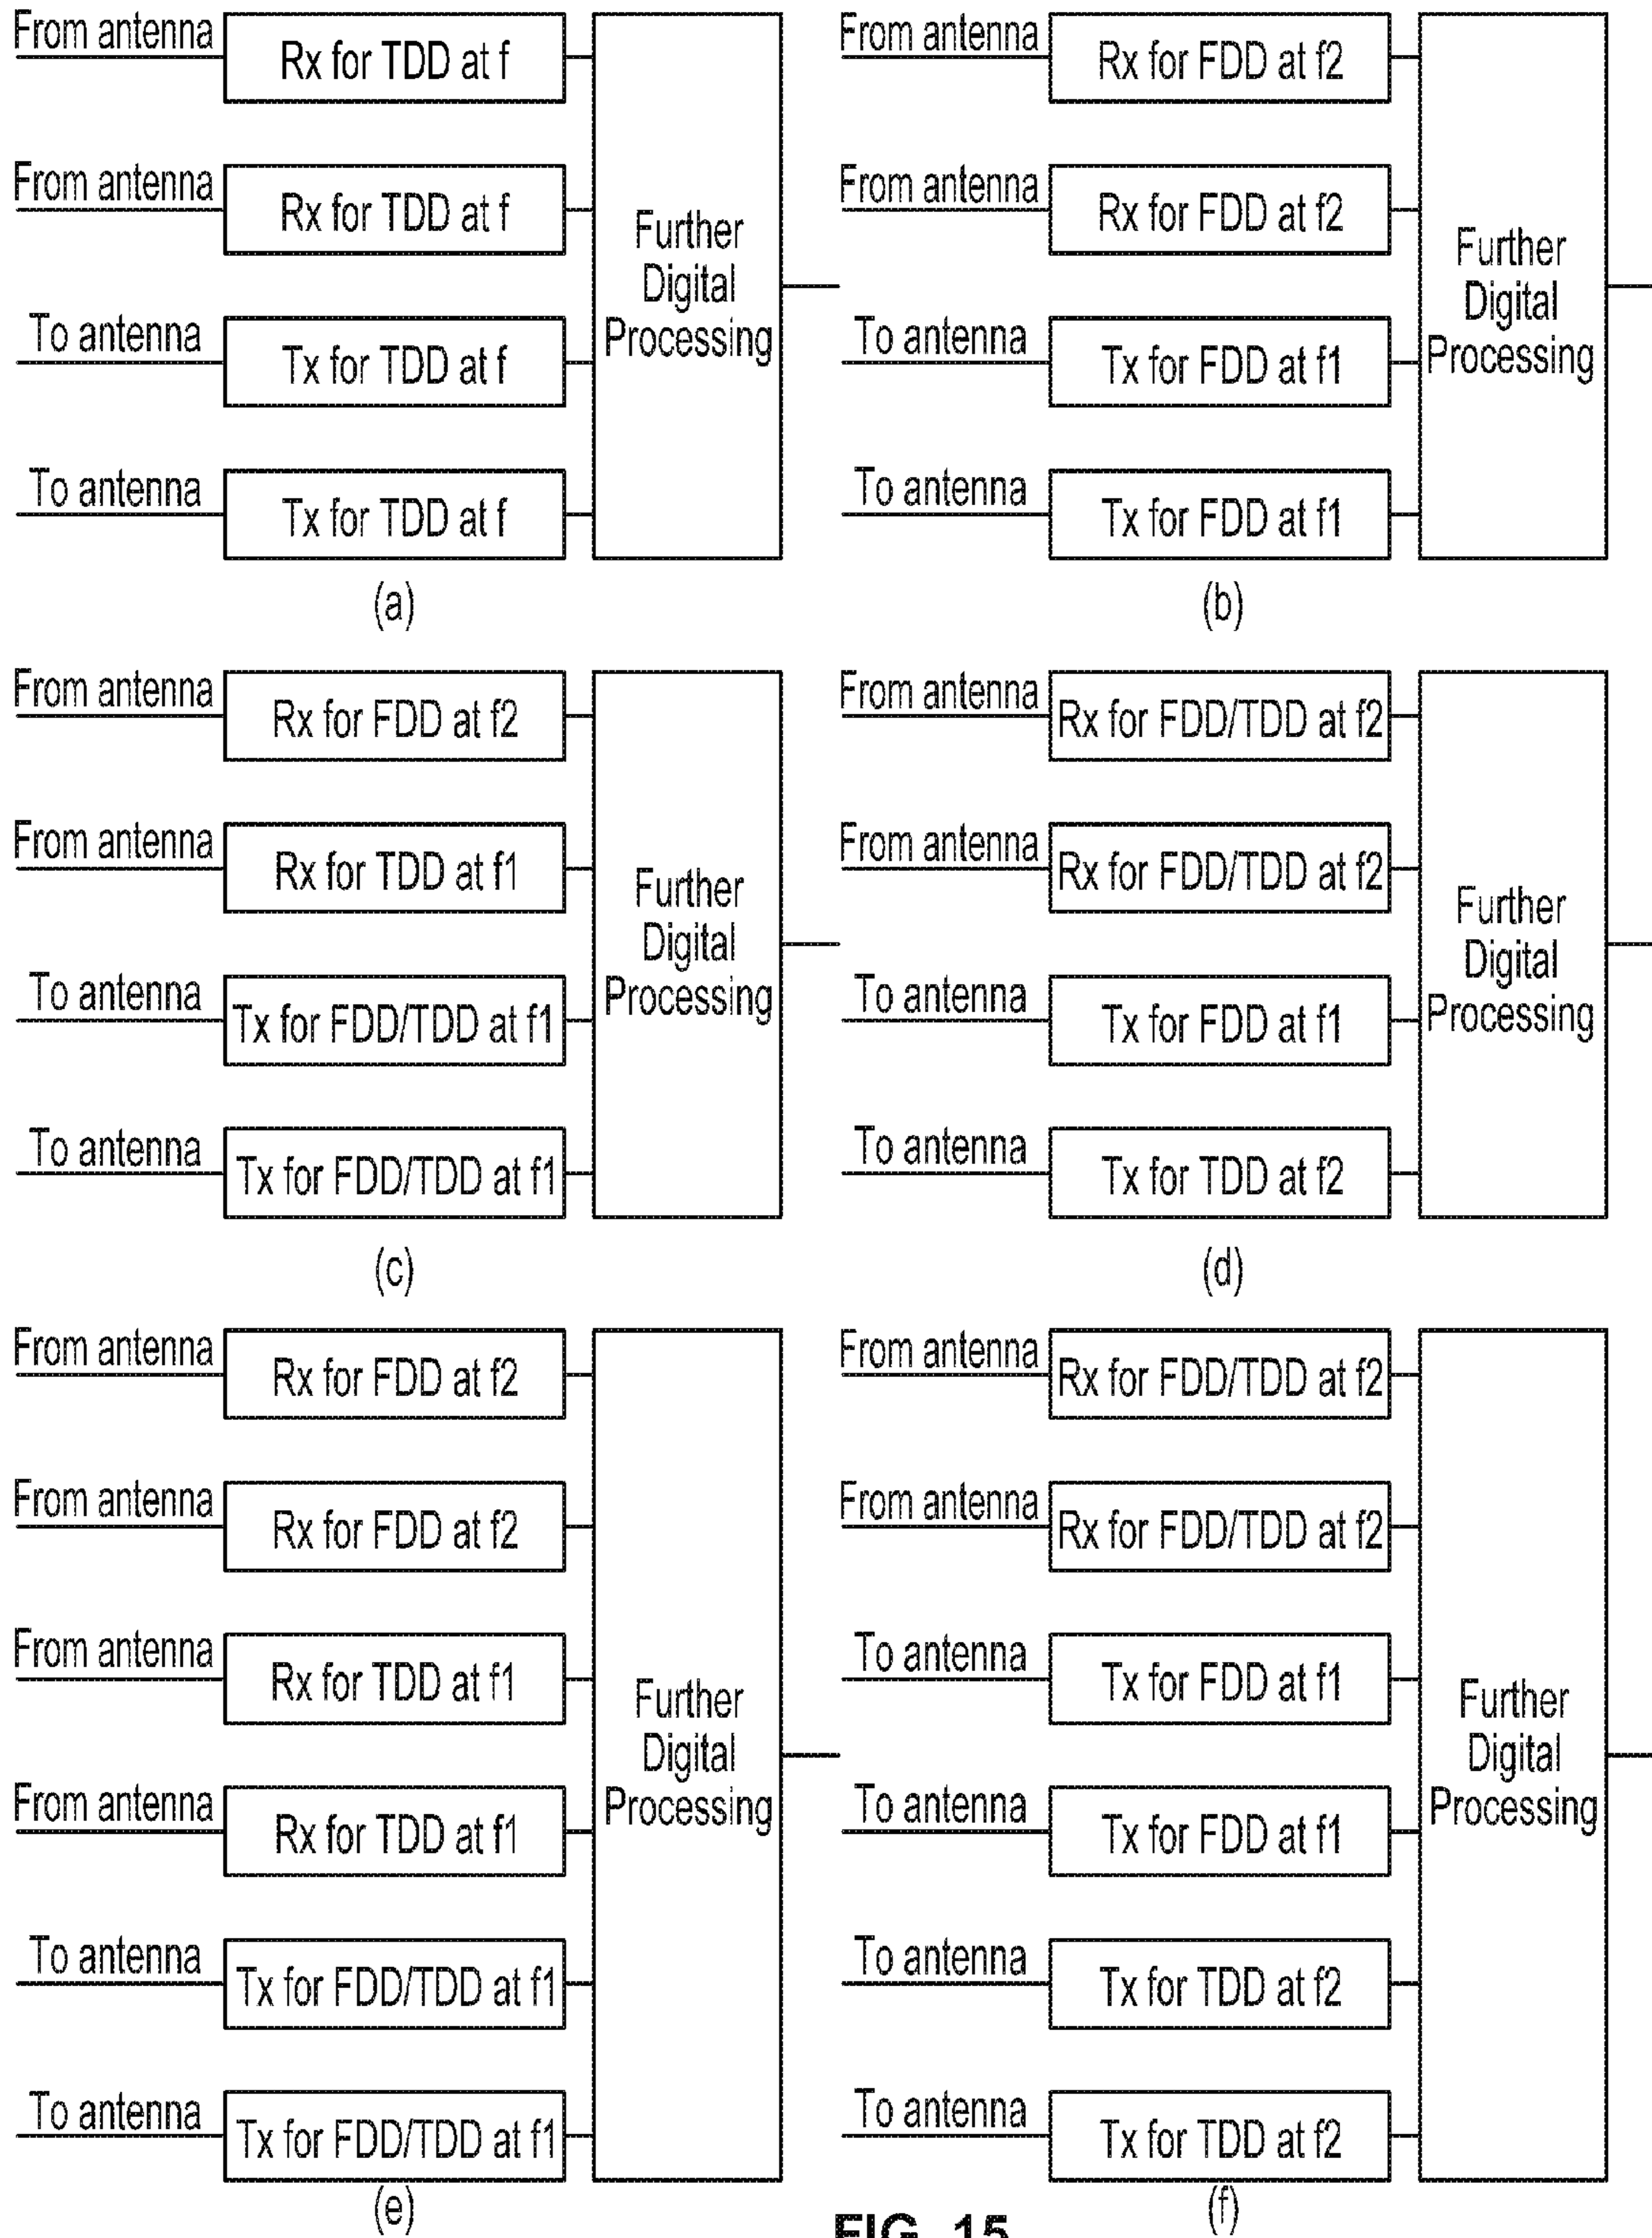 From antenna
Rx for TDD at f
From antenna
Rx for TDD at f
To antenna
Tx for TDD at f
To antenna
Tx for TDD at f
Further
Digital
Processing
(a)
From antenna
Rx for FDD at f2
From antenna
Rx for FDD at f2
To antenna
Tx for FDD at f1
To antenna
Tx for FDD at f1
Further
Digital
Processing
(b)
From antenna
Rx for FDD at f2
From antenna
Rx for TDD at f1
To antenna
Tx for FDD/TDD at f1
To antenna
Tx for FDD/TDD at f1
Further
Digital
Processing
(c)
From antenna
Rx for FDD/TDD at f2
From antenna
Rx for FDD/TDD at f2
To antenna
Tx for FDD at f1
To antenna
Tx for TDD at f2
Further
Digital
Processing
(d)
From antenna
Rx for FDD at f2
From antenna
Rx for FDD at f2
From antenna
Rx for TDD at f1
From antenna
Rx for TDD at f1
To antenna
Tx for FDD/TDD at f1
To antenna
Tx for FDD/TDD at f1
Further
Digital
Processing
(e)
From antenna
Rx for FDD/TDD at f2
From antenna
Rx for FDD/TDD at f2
To antenna
Tx for FDD at f1
To antenna
Tx for FDD at f1
To antenna
Tx for TDD at f2
To antenna
Tx for TDD at f2
Further
Digital
Processing
(f)
FIG. 15